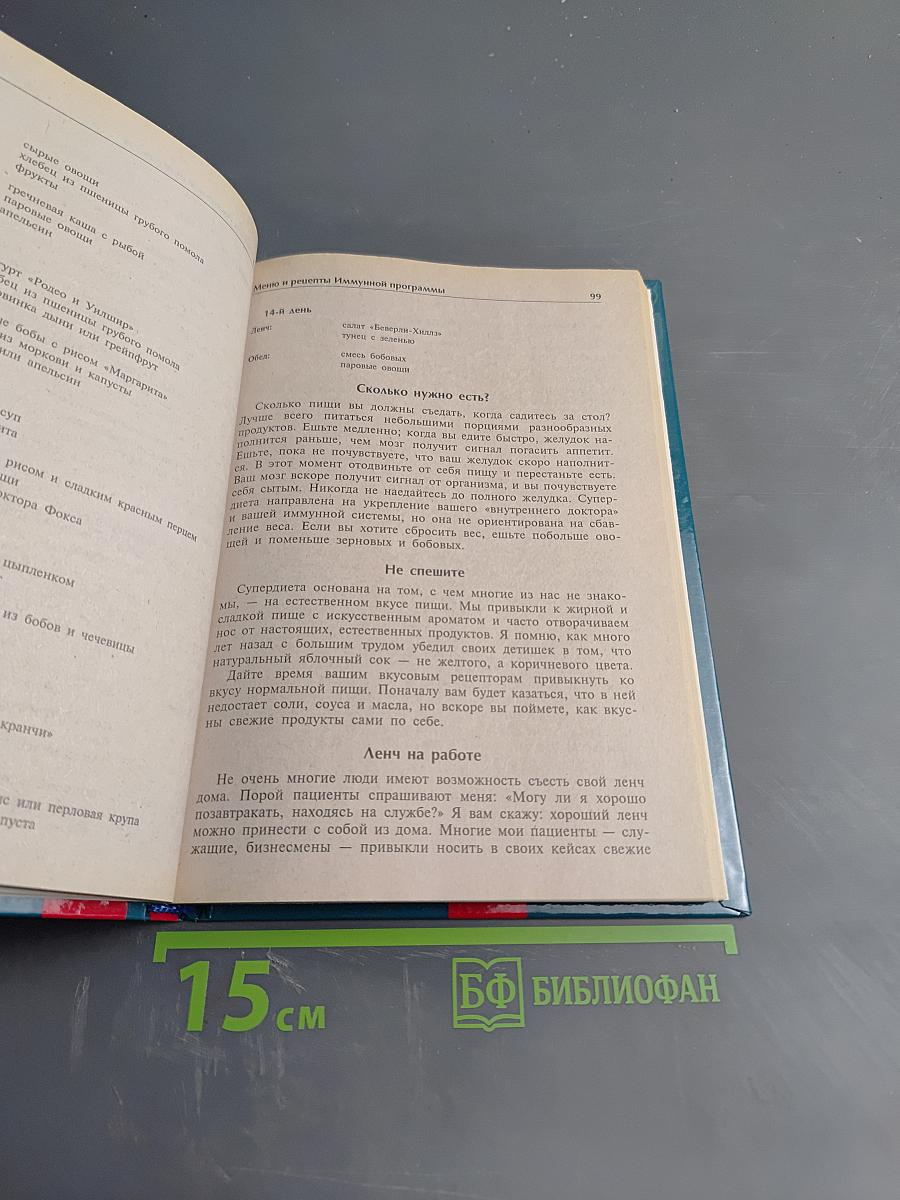 сырые овощи
хлебец из пшеницы грубого помола
фрукты
гречневая каша с рыбой
паровые овощи
апельсин
«Родео и Уилшир»
из пшеницы грубого помола
дыни или грейпфрут
бобы с рисом «Маргарита»
из моркови и капусты
или апельсин
суп
рисом и сладким красным перцем
Фокса
цыпленком
из бобов и чечевицы
кранчи»
или перловая крупа
Меню и рецепты Иммунной программы 99
14-й день
Ленч: салат «Беверли-Хиллз»
тунец с зеленью
Обед: смесь бобовых
паровые овощи
Сколько нужно есть?
Сколько пищи вы должны съедать, когда садитесь за стол?
Лучше всего питаться небольшими порциями разнообразных
продуктов. Ешьте медленно; когда вы едите быстро, желудок на-
полнится раньше, чем мозг получит сигнал погасить аппетит.
Ешьте, пока не почувствуете, что ваш желудок скоро наполнит-
ся. В этот момент отодвиньте от себя пищу и перестаньте есть.
Ваш мозг вскоре получит сигнал от организма, и вы почувствуете
себя сытым. Никогда не наедайтесь до полного желудка. Супер-
диета направлена на укрепление вашего «внутреннего доктора»
и вашей иммунной системы, но она не ориентирована на сбав-
ление веса. Если вы хотите сбросить вес, ешьте побольше ово-
щей и поменьше зерновых и бобовых.
Не спешите
Супердиета основана на том, с чем многие из нас не знако-
мы, — на естественном вкусе пищи. Мы привыкли к жирной и
сладкой пище с искусственным ароматом и часто отворачиваем
нос от настоящих, естественных продуктов. Я помню, как много
лет назад с большим трудом убедил своих детишек в том, что
натуральный яблочный сок — не желтого, а коричневого цвета.
Дайте время вашим вкусовым рецепторам привыкнуть ко
вкусу нормальной пищи. Поначалу вам будет казаться, что в ней
недостает соли, соуса и масла, но вскоре вы поймете, как вкус-
ны свежие продукты сами по себе.
Ленч на работе
Не очень многие люди имеют возможность съесть свой ленч
дома. Порой пациенты спрашивают меня: «Могу ли я хорошо
позавтракать, находясь на службе?» Я вам скажу: хороший ленч
можно принести с собой из дома. Многие мои пациенты — слу-
жащие, бизнесмены — привыкли носить в своих кейсах свежие
15 см
БФ БИБЛИОФАН